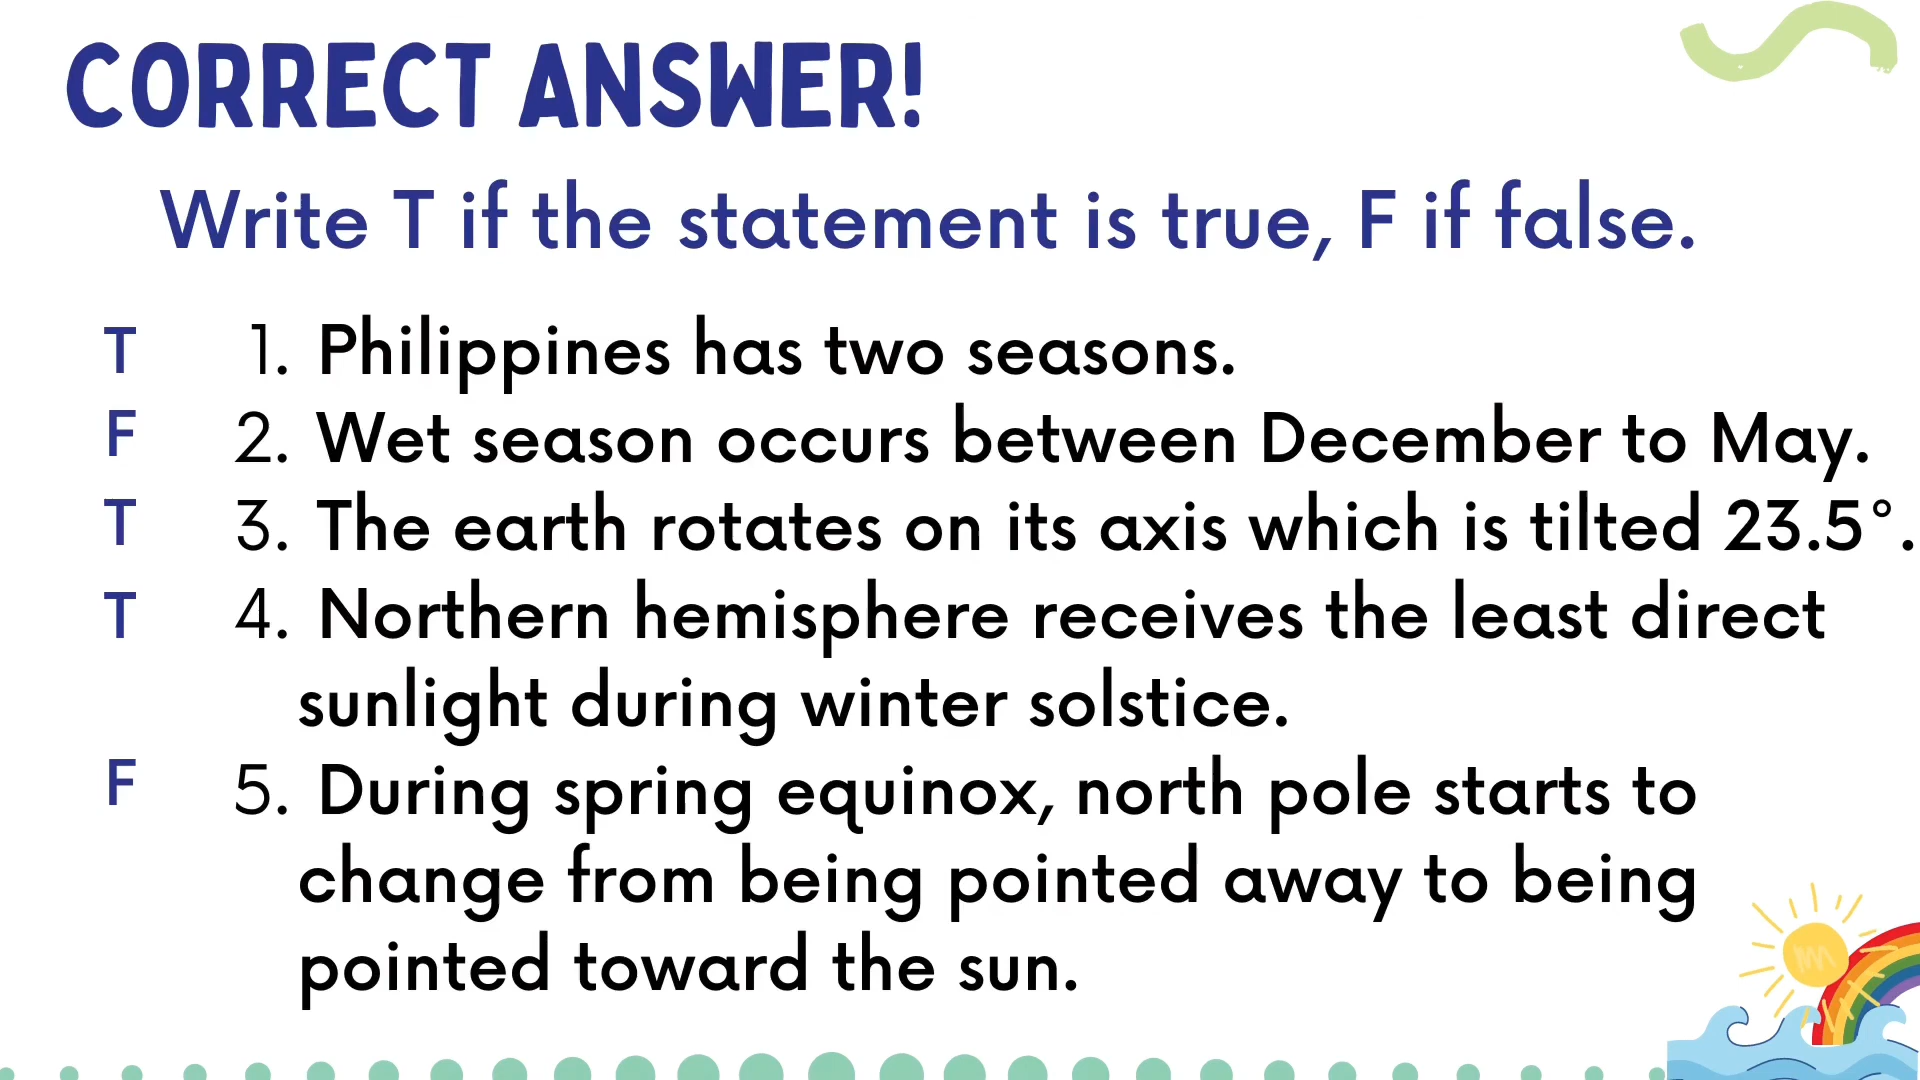 CORRECT ANSWER!
Write T if the statement is true, F if false.
T 1. Philippines has two seasons.
F 2. Wet season occurs between December to May.
T 3. The earth rotates on its axis which is tilted 23.5°.
T 4. Northern hemisphere receives the least direct
sunlight during winter solstice.
F 5. During spring equinox, north pole starts to
change from being pointed away to being
pointed toward the sun.